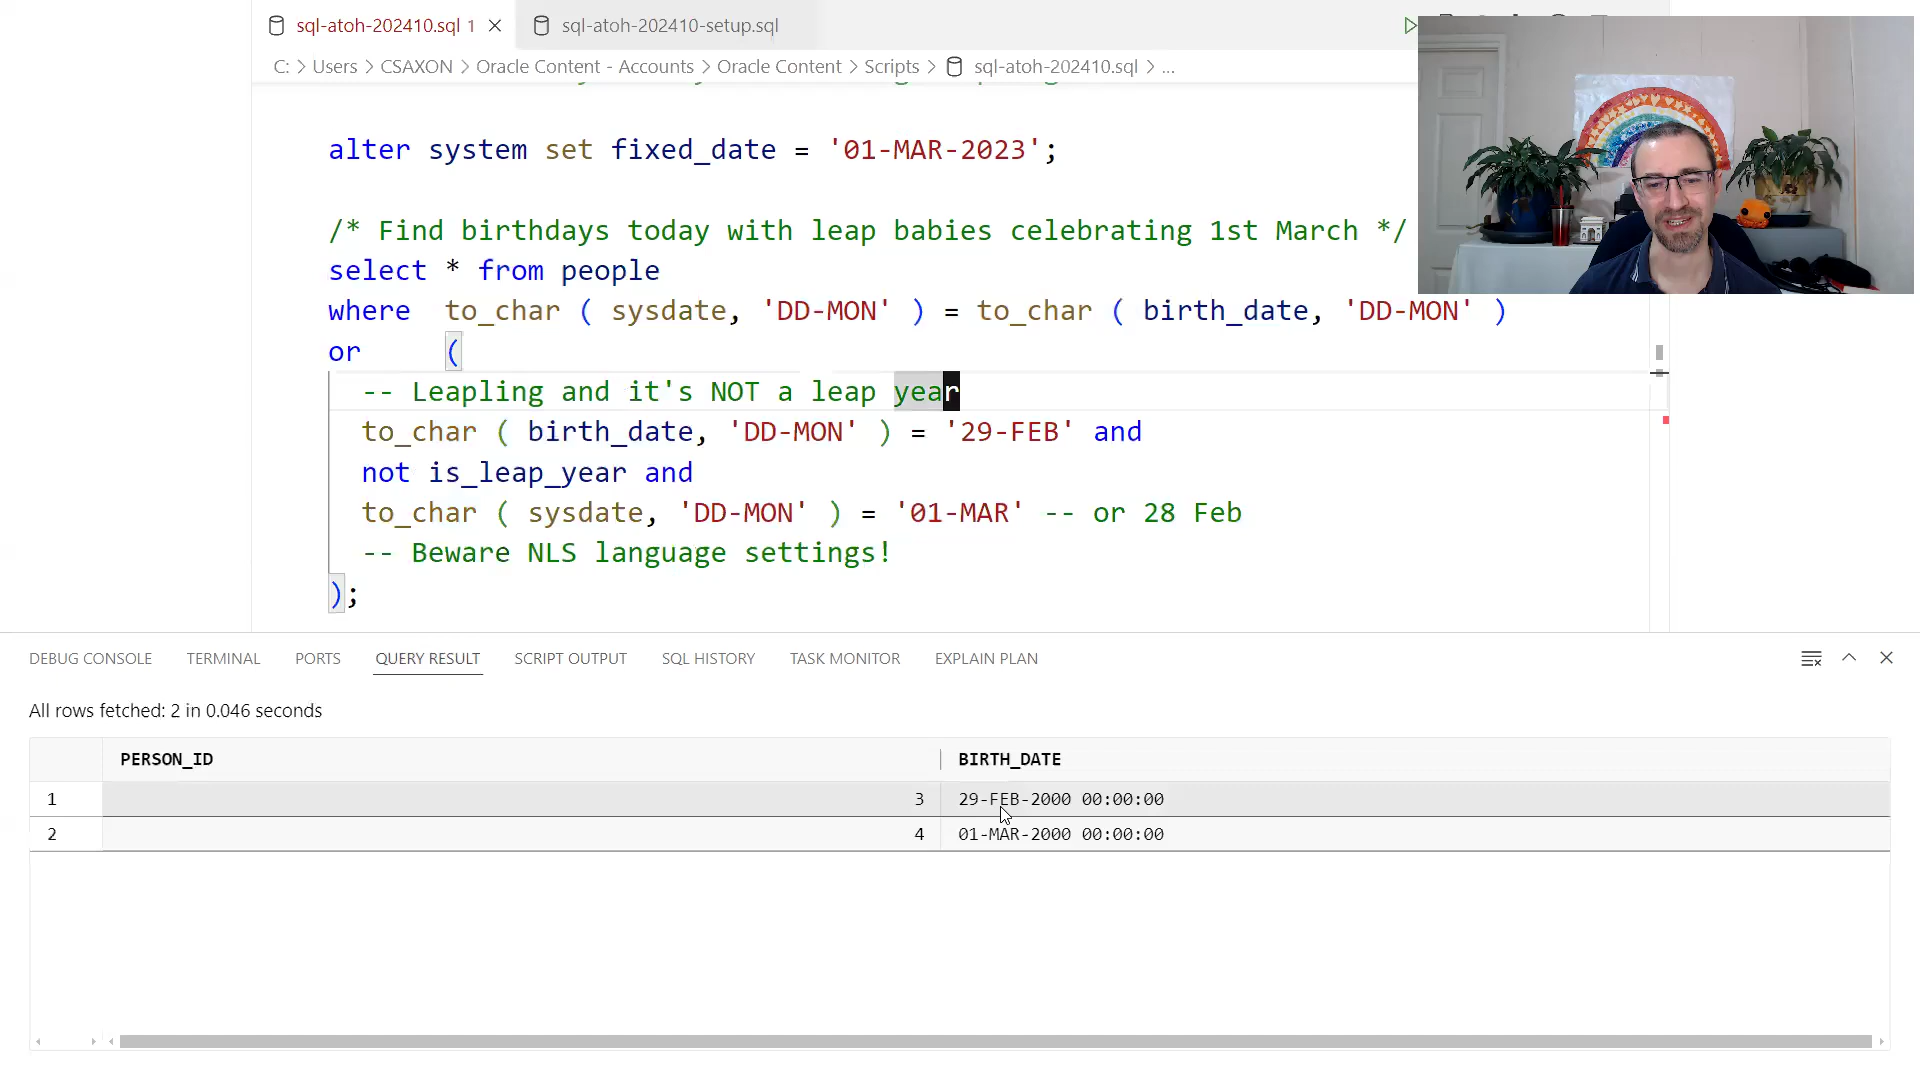 sql-atoh-202410.sql 1
sql-atoh-202410-setup.sql
C: > Users > CSAXON > Oracle Content - Accounts > Oracle Content > Scripts > sql-atoh-202410.sql > ...
alter system set fixed_date = '01-MAR-2023';
/* Find birthdays today with leap babies celebrating 1st March */
select * from people
where to_char ( sysdate, 'DD-MON' ) = to_char ( birth_date, 'DD-MON' )
or (
-- Leapling and it's NOT a leap year
to_char ( birth_date, 'DD-MON' ) = '29-FEB' and
not is_leap_year and
to_char ( sysdate, 'DD-MON' ) = '01-MAR' -- or 28 Feb
-- Beware NLS language settings!
);
DEBUG CONSOLE TERMINAL PORTS QUERY RESULT SCRIPT OUTPUT SQL HISTORY TASK MONITOR EXPLAIN PLAN
All rows fetched: 2 in 0.046 seconds
PERSON_ID BIRTH_DATE
1 3 29-FEB-2000 00:00:00
2 4 01-MAR-2000 00:00:00